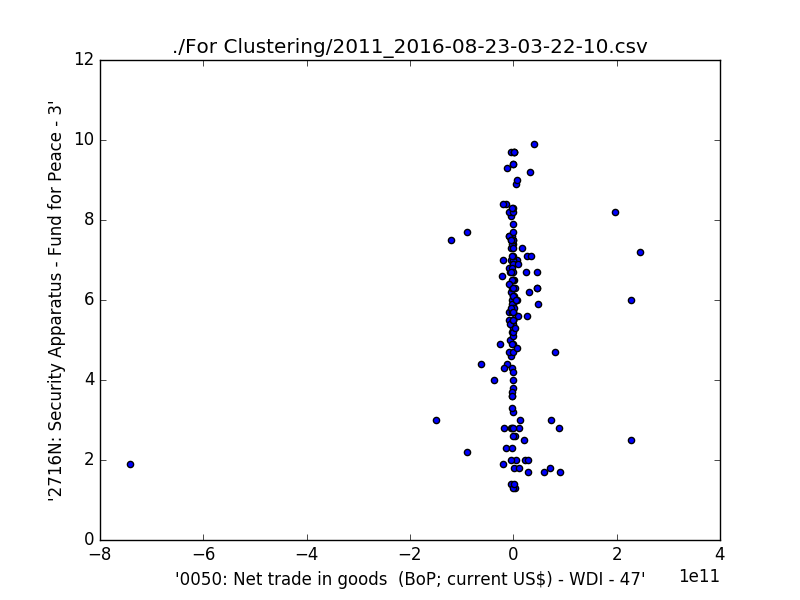 ./For Clustering/2011_2016-08-23-03-22-10.csv
12
10
8
6
4
2
0
'2716N: Security Apparatus - Fund for Peace - 3'
−8 −6 −4 −2 0 2 4
1e11
'0050: Net trade in goods  (BoP; current US$) - WDI - 47'